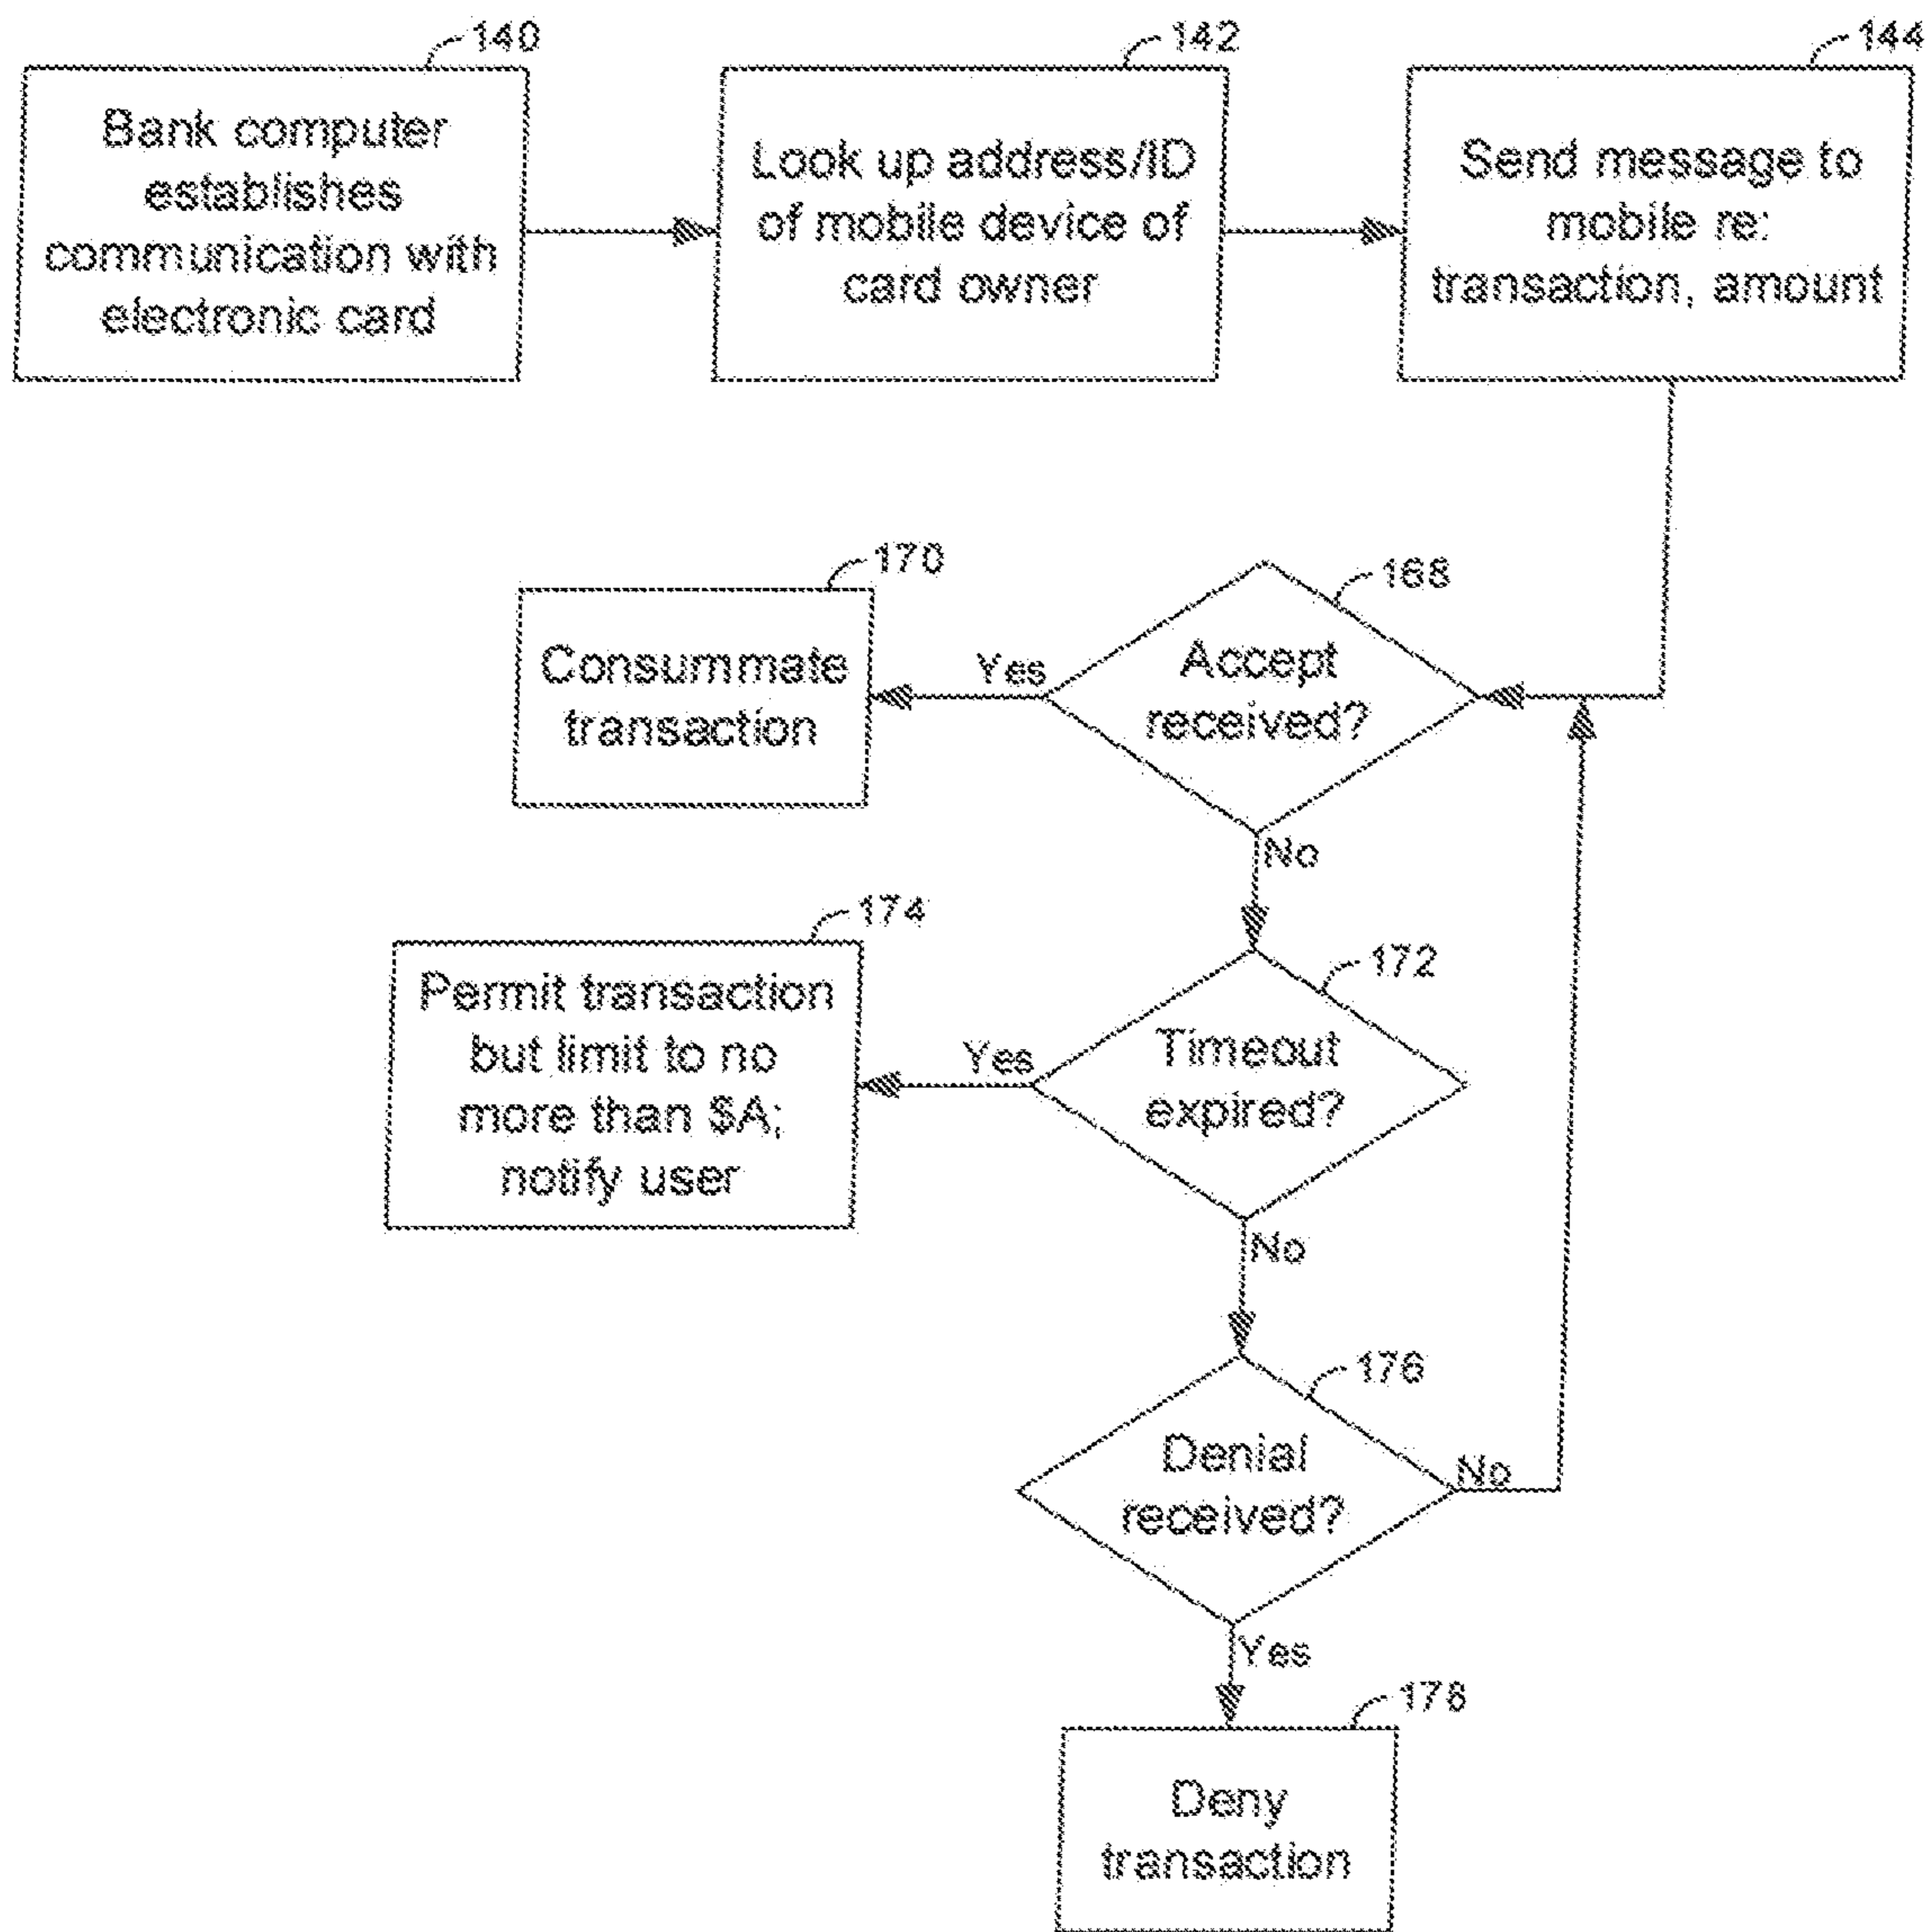 140
Bank computer
establishes
communication with
electronic card
142
Look up address/ID
of mobile device of
card owner
144
Send message to
mobile re:
transaction, amount
170
Consummate
transaction
Yes
168
Accept
received?
No
174
Permit transaction
but limit to no
more than $A;
notify user
Yes
172
Timeout
expired?
No
176
Denial
received?
No
Yes
178
Deny
transaction